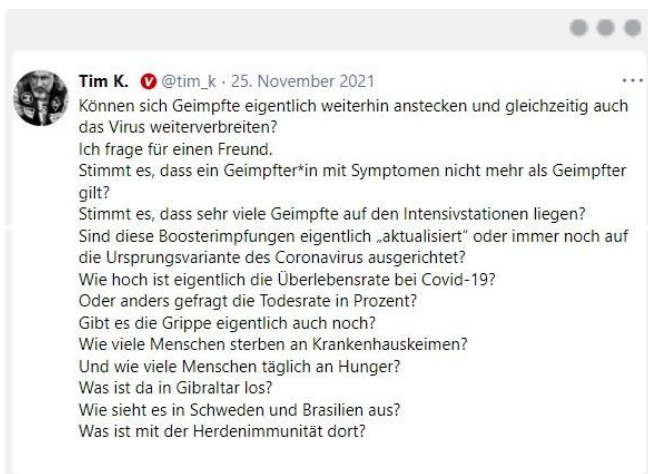 Tim K. @tim_k · 25. November 2021
Können sich Geimpfte eigentlich weiterhin anstecken und gleichzeitig auch
das Virus weiterverbreiten?
Ich frage für einen Freund.
Stimmt es, dass ein Geimpfter*in mit Symptomen nicht mehr als Geimpfter
gilt?
Stimmt es, dass sehr viele Geimpfte auf den Intensivstationen liegen?
Sind diese Boosterimpfungen eigentlich „aktualisiert" oder immer noch auf
die Ursprungsvariante des Coronavirus ausgerichtet?
Wie hoch ist eigentlich die Überlebensrate bei Covid-19?
Oder anders gefragt die Todesrate in Prozent?
Gibt es die Grippe eigentlich auch noch?
Wie viele Menschen sterben an Krankenhauskeimen?
Und wie viele Menschen täglich an Hunger?
Was ist da in Gibraltar los?
Wie sieht es in Schweden und Brasilien aus?
Was ist mit der Herdenimmunität dort?